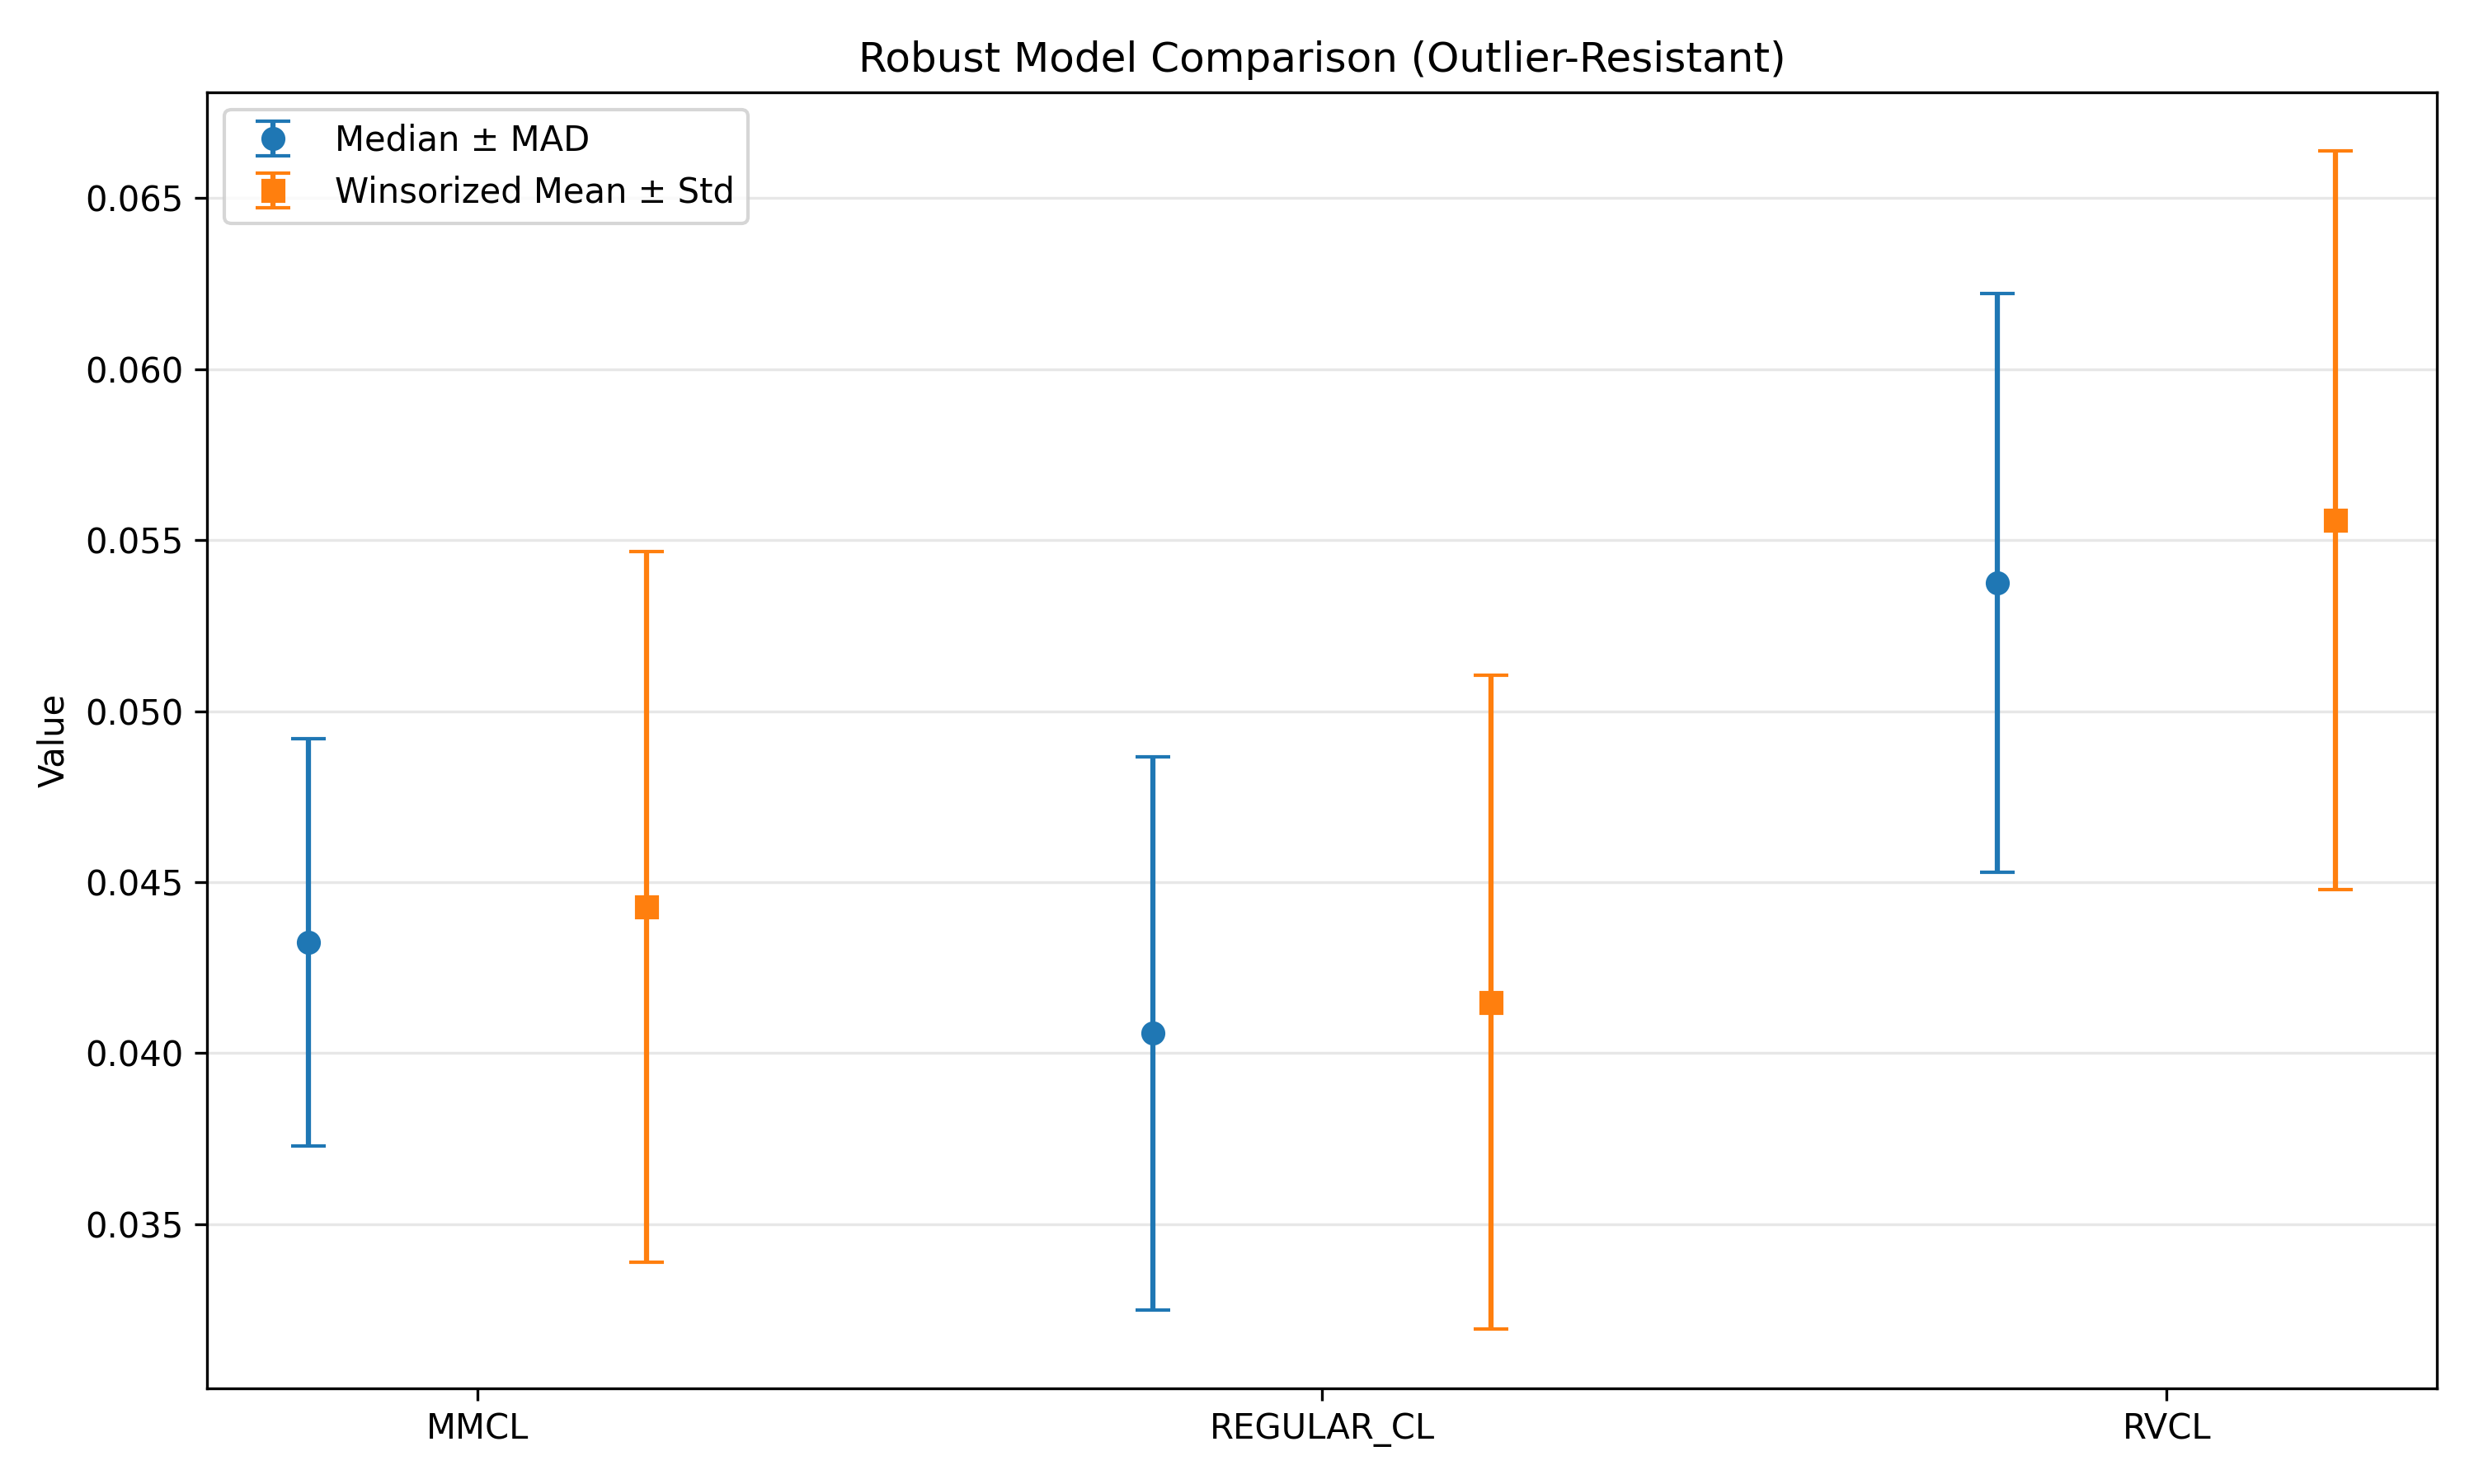 Robust Model Comparison (Outlier-Resistant)
Median ± MAD
Winsorized Mean ± Std
0.065
0.060
0.055
0.050
0.045
0.040
0.035
Value
MMCL
REGULAR_CL
RVCL